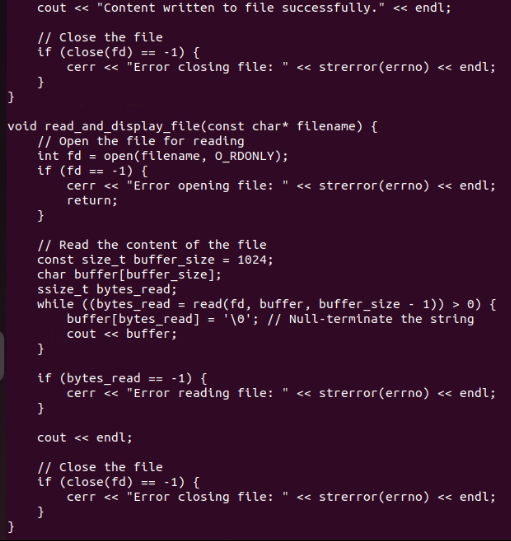 cout << "Content written to file successfully." << endl;

    // Close the file
    if (close(fd) == -1) {
        cerr << "Error closing file: " << strerror(errno) << endl;
    }
}

void read_and_display_file(const char* filename) {
    // Open the file for reading
    int fd = open(filename, O_RDONLY);
    if (fd == -1) {
        cerr << "Error opening file: " << strerror(errno) << endl;
        return;
    }

    // Read the content of the file
    const size_t buffer_size = 1024;
    char buffer[buffer_size];
    ssize_t bytes_read;
    while ((bytes_read = read(fd, buffer, buffer_size - 1)) > 0) {
        buffer[bytes_read] = '\0'; // Null-terminate the string
        cout << buffer;
    }

    if (bytes_read == -1) {
        cerr << "Error reading file: " << strerror(errno) << endl;
    }

    cout << endl;

    // Close the file
    if (close(fd) == -1) {
        cerr << "Error closing file: " << strerror(errno) << endl;
    }
}